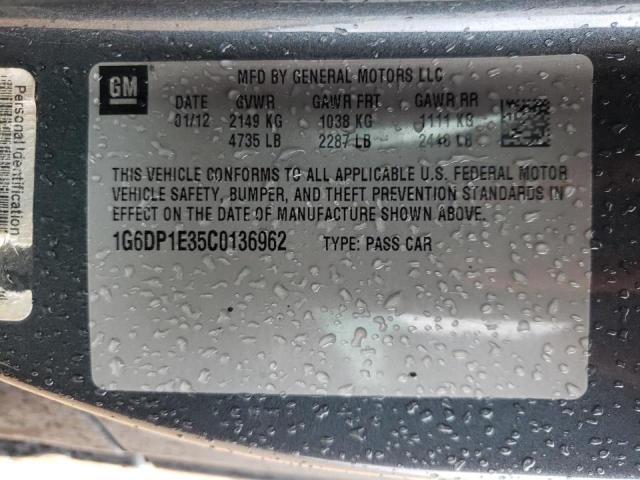 GM
MFD BY GENERAL MOTORS LLC
DATE GVWR GAWR FRT GAWR RR
01/12 2149 KG 1038 KG 1111 KG
4735 LB 2287 LB 2448 LB
THIS VEHICLE CONFORMS TO ALL APPLICABLE U.S. FEDERAL MOTOR
VEHICLE SAFETY, BUMPER, AND THEFT PREVENTION STANDARDS IN
EFFECT ON THE DATE OF MANUFACTURE SHOWN ABOVE.
1G6DP1E35C0136962 TYPE: PASS CAR
Personal Identification